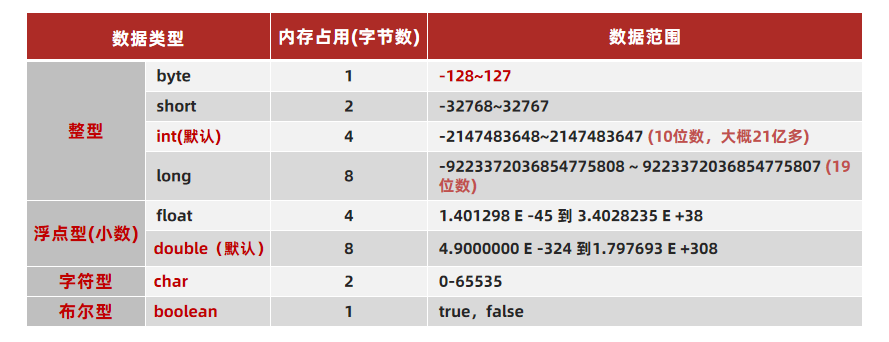 数据类型 内存占用(字节数) 数据范围
整型 byte 1 -128~127
short 2 -32768~32767
int(默认) 4 -2147483648~2147483647 (10位数，大概21亿多)
long 8 -9223372036854775808 ~ 9223372036854775807 (19
位数)
浮点型(小数) float 4 1.401298 E -45 到 3.4028235 E +38
double（默认） 8 4.9000000 E -324 到1.797693 E +308
字符型 char 2 0-65535
布尔型 boolean 1 true，false